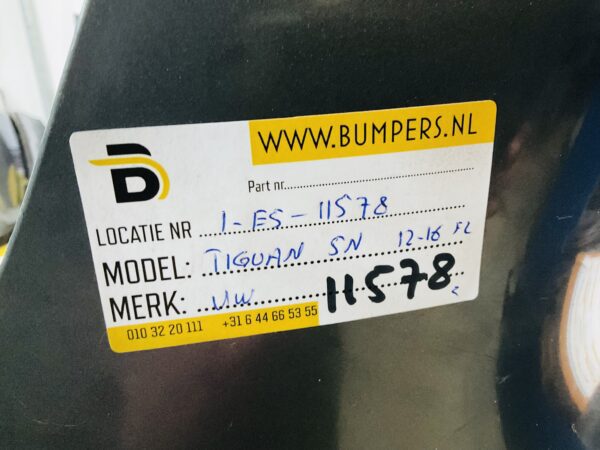 WWW.BUMPERS.NL
Part nr.
LOCATIE NR 1-ES-11578
MODEL: TIGUAN 5N 12-16 FL
MERK: VW 11578
010 32 20 111 +31 6 44 66 53 55